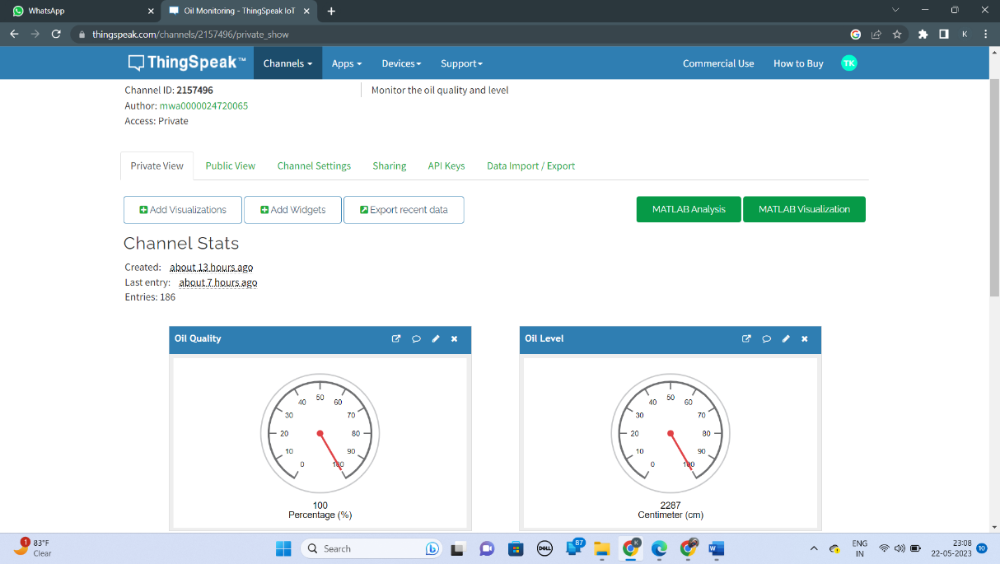 WhatsApp
Oil Monitoring - ThingSpeak IoT
thingspeak.com/channels/2157496/private_show
K
ThingSpeak™
Channels
Apps
Devices
Support
Commercial Use
How to Buy
TK
Channel ID: 2157496
Monitor the oil quality and level
Author: mwa0000024720065
Access: Private
Private View
Public View
Channel Settings
Sharing
API Keys
Data Import / Export
Add Visualizations
Add Widgets
Export recent data
MATLAB Analysis
MATLAB Visualization
Channel Stats
Created: about 13 hours ago
Last entry: about 7 hours ago
Entries: 186
Oil Quality
0 10 20 30 40 50 60 70 80 90 100
100
Percentage (%)
Oil Level
0 10 20 30 40 50 60 70 80 90 100
2287
Centimeter (cm)
1
83°F
Clear
Search
DELL
87
K
ENG
IN
23:08
22-05-2023
10